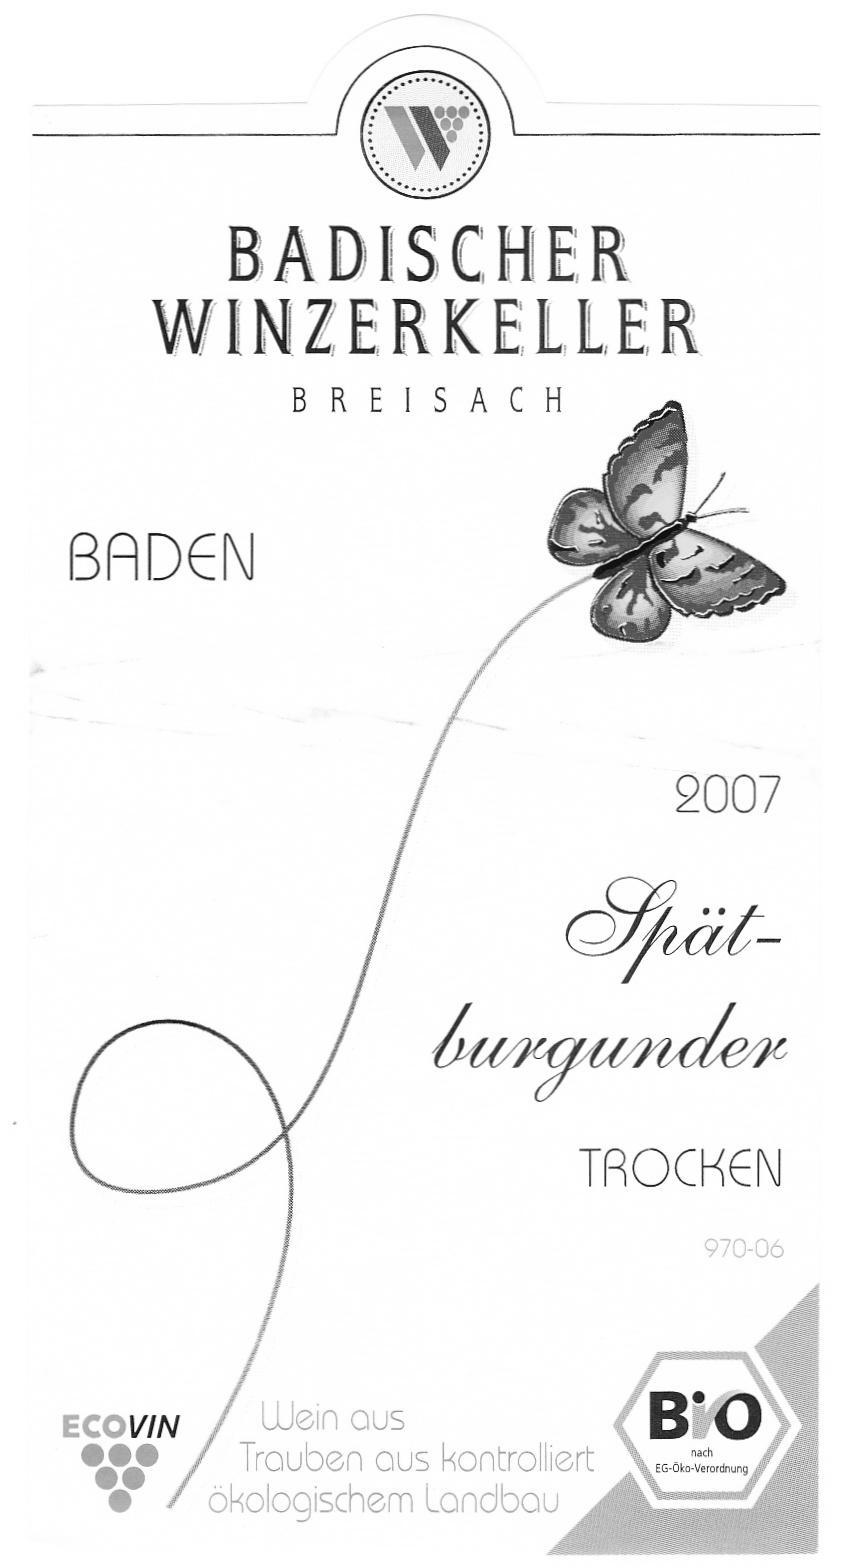 BADISCHER
WINZERKELLER
BREISACH
BADEN
2007
Spät-
burgunder
TROCKEN
970-06
ECOVIN
Wein aus
Trauben aus kontrolliert
ökologischem Landbau
Bio
nach
EG-Öko-Verordnung